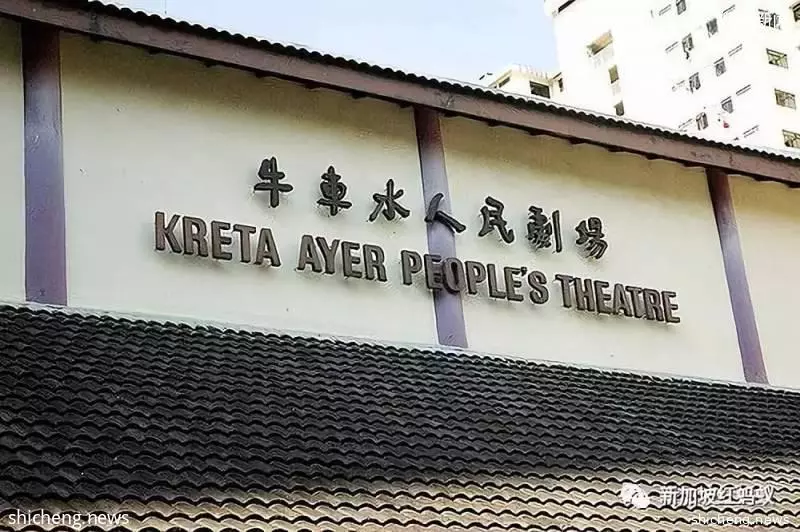 牛車水人民劇場
KRETA AYER PEOPLE'S THEATRE
新加坡红蚂蚁
shicheng.news
shicheng.news